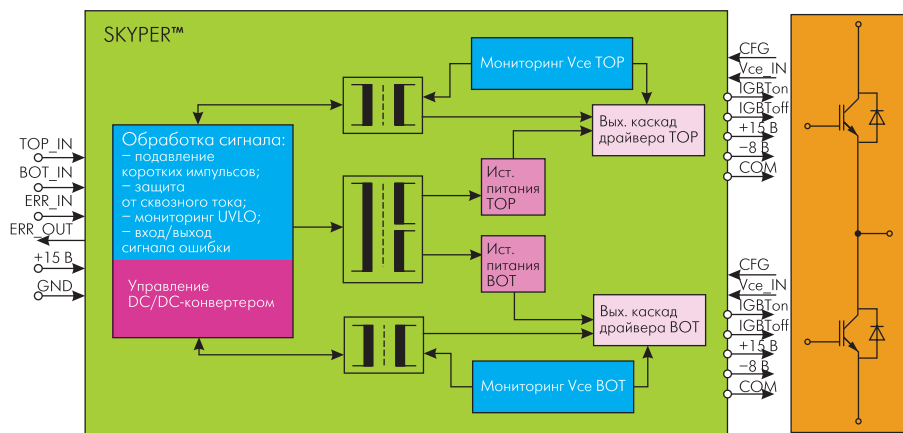 SKYPER™
TOP_IN
BOT_IN
ERR_IN
ERR_OUT
+15 В
GND
Обработка сигнала:
– подавление
коротких импульсов;
– защита
от сквозного тока;
– мониторинг UVLO;
– вход/выход
сигнала ошибки
Управление
DC/DC-конвертером
Мониторинг Vce TOP
Вых. каскад
драйвера TOP
Ист.
питания
TOP
Ист.
питания
BOT
Вых. каскад
драйвера BOT
Мониторинг Vce BOT
CFG
Vce_IN
IGBTon
IGBToff
+15 В
–8 В
COM
CFG
Vce_IN
IGBTon
IGBToff
+15 В
–8 В
COM